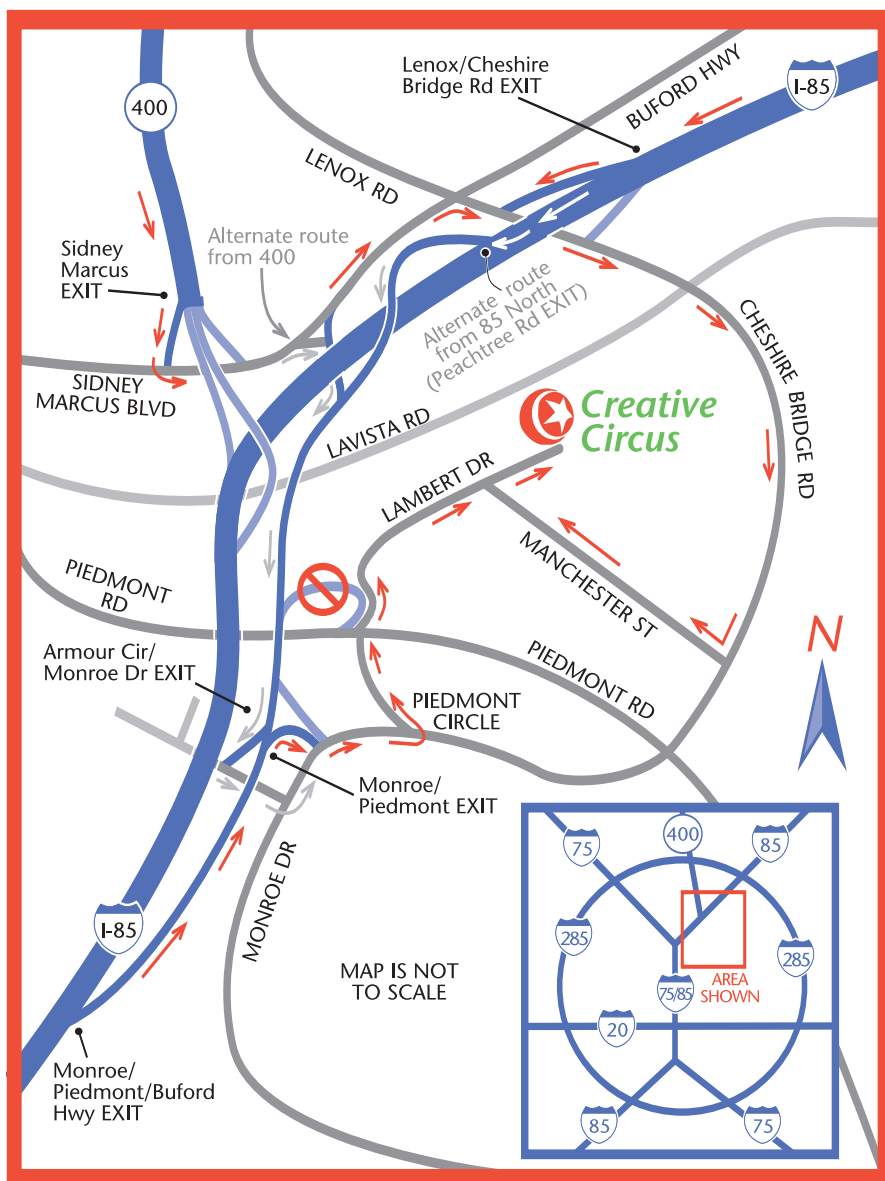 400
Lenox/Cheshire
Bridge Rd EXIT
BUFORD HWY
I-85
LENOX RD
Sidney
Marcus
EXIT
Alternate route
from 400
Alternate route
from 85 North
(Peachtree Rd EXIT)
SIDNEY
MARCUS BLVD
CHESHIRE BRIDGE RD
Creative
Circus
LAVISTA RD
LAMBERT DR
MANCHESTER ST
PIEDMONT
RD
Armour Cir/
Monroe Dr EXIT
PIEDMONT RD
PIEDMONT
CIRCLE
N
Monroe/
Piedmont EXIT
MONROE DR
I-85
MAP IS NOT
TO SCALE
Monroe/
Piedmont/Buford
Hwy EXIT
75
400
85
285
285
75/85
AREA
SHOWN
20
85
75